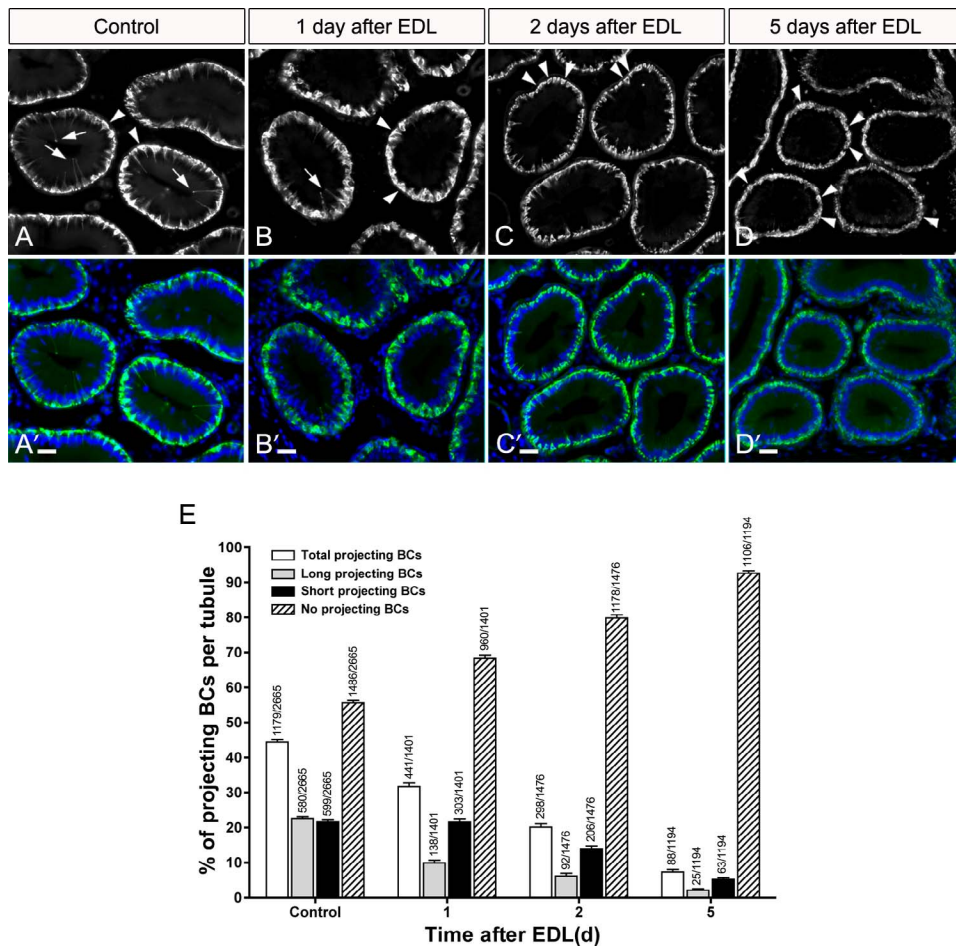 Control
1 day after EDL
2 days after EDL
5 days after EDL
A
B
C
D
A′
B′
C′
D′
E
Total projecting BCs
Long projecting BCs
Short projecting BCs
No projecting BCs
% of projecting BCs per tubule
100
90
80
70
60
50
40
30
20
10
0
1179/2665
580/2665
599/2665
1486/2665
441/1401
138/1401
303/1401
960/1401
298/1476
92/1476
206/1476
1178/1476
88/1194
25/1194
63/1194
1106/1194
Control
1
2
5
Time after EDL(d)